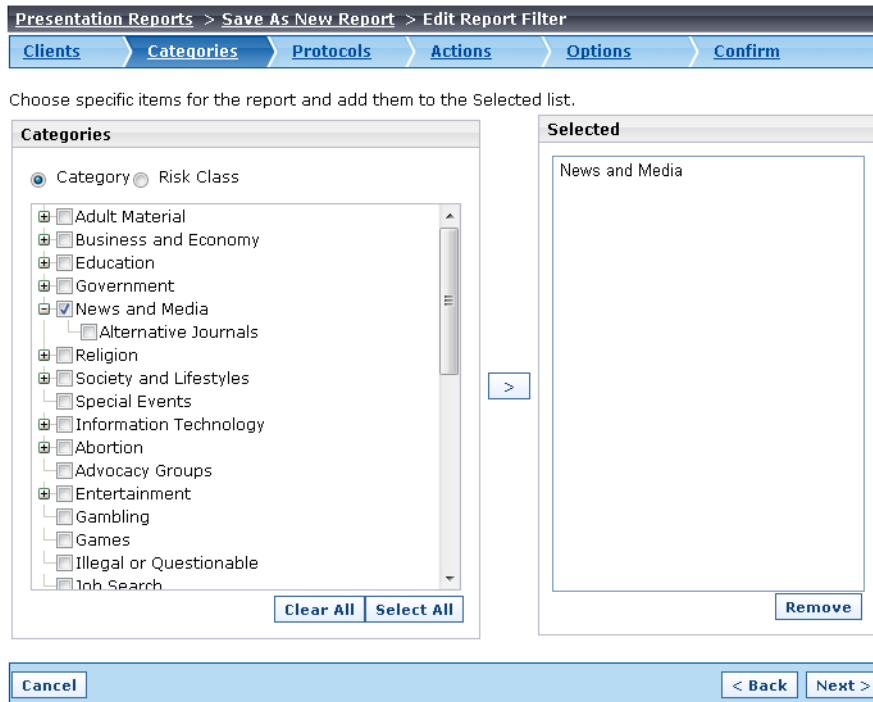 Presentation Reports > Save As New Report > Edit Report Filter
Clients Categories Protocols Actions Options Confirm
Choose specific items for the report and add them to the Selected list.
Categories
Category Risk Class
Adult Material
Business and Economy
Education
Government
News and Media
Alternative Journals
Religion
Society and Lifestyles
Special Events
Information Technology
Abortion
Advocacy Groups
Entertainment
Gambling
Games
Illegal or Questionable
Job Search
Clear All Select All
>
Selected
News and Media
Remove
Cancel < Back Next >